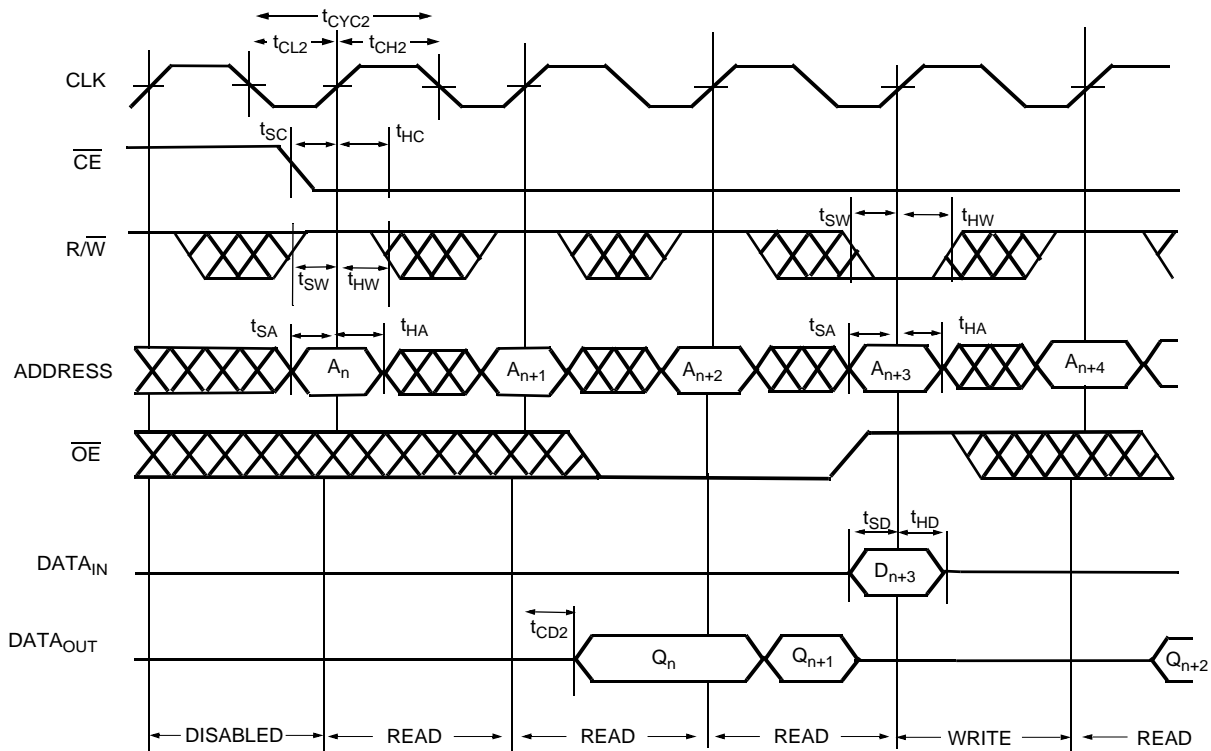 tCYC2
tCL2 tCH2
CLK
tSC tHC
CE
tSW tHW
R/W
tSW tHW
tSA tHA tSA tHA
ADDRESS An An+1 An+2 An+3 An+4
OE
tSD tHD
DATAIN Dn+3
tCD2
DATAOUT Qn Qn+1 Qn+2
DISABLED READ READ READ WRITE READ